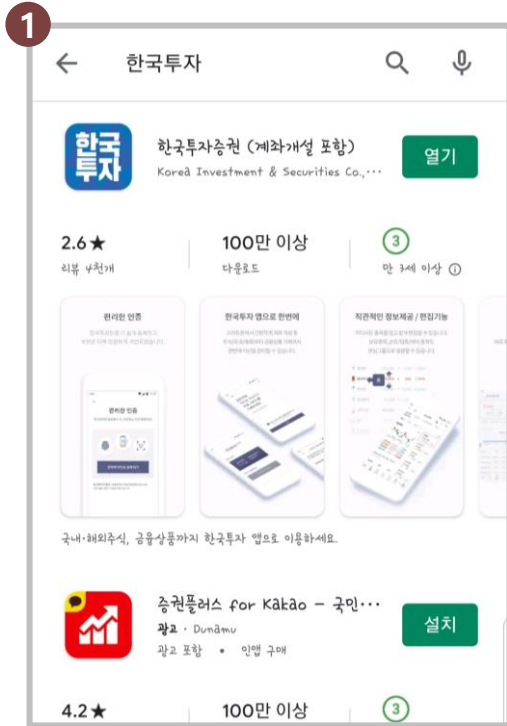 1
한국투자
한국
투자
한국투자증권 (계좌개설 포함)
Korea Investment & Securities Co.,···
열기
2.6★
리뷰 4천개
100만 이상
다운로드
3
만 3세 이상 ⓘ
편리한 인증
편리한 인증
한국투자 앱으로 한번에
직관적인 정보제공 / 편집기능
국내·해외주식, 금융상품까지 한국투자 앱으로 이용하세요.
증권플러스 for Kakao - 국민···
광고 · Dunamu
광고 포함 • 인앱 구매
설치
4.2★
100만 이상
3